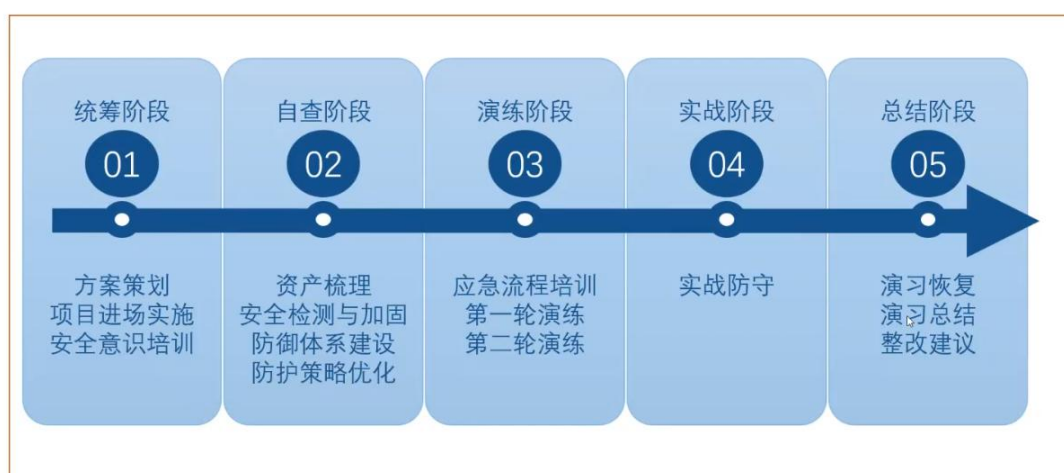 统筹阶段
01
方案策划
项目进场实施
安全意识培训
自查阶段
02
资产梳理
安全检测与加固
防御体系建设
防护策略优化
演练阶段
03
应急流程培训
第一轮演练
第二轮演练
实战阶段
04
实战防守
总结阶段
05
演习恢复
演习总结
整改建议